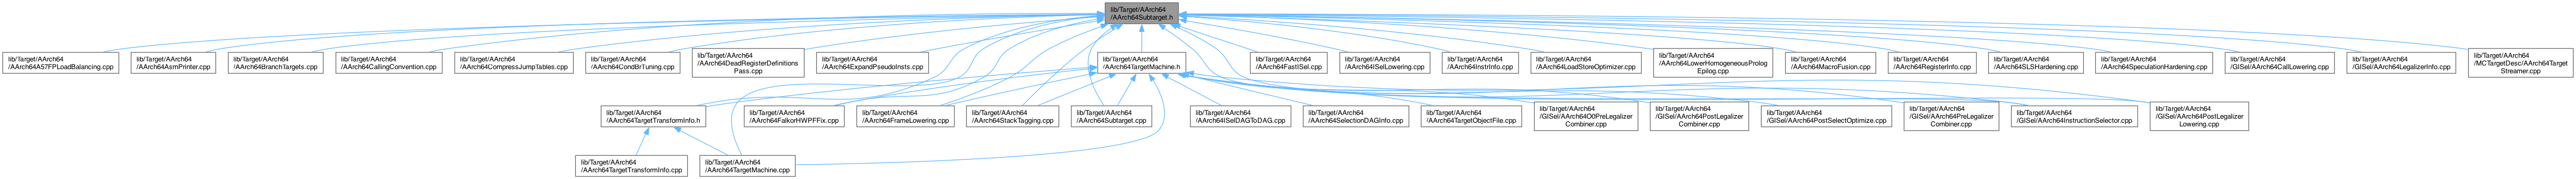 lib/Target/AArch64
/AArch64Subtarget.h
lib/Target/AArch64
/AArch64A57FPLoadBalancing.cpp
lib/Target/AArch64
/AArch64AsmPrinter.cpp
lib/Target/AArch64
/AArch64BranchTargets.cpp
lib/Target/AArch64
/AArch64CallingConvention.cpp
lib/Target/AArch64
/AArch64CompressJumpTables.cpp
lib/Target/AArch64
/AArch64CondBrTuning.cpp
lib/Target/AArch64
/AArch64DeadRegisterDefinitions
Pass.cpp
lib/Target/AArch64
/AArch64ExpandPseudoInsts.cpp
lib/Target/AArch64
/AArch64TargetMachine.h
lib/Target/AArch64
/AArch64FastISel.cpp
lib/Target/AArch64
/AArch64ISelLowering.cpp
lib/Target/AArch64
/AArch64InstrInfo.cpp
lib/Target/AArch64
/AArch64LoadStoreOptimizer.cpp
lib/Target/AArch64
/AArch64LowerHomogeneousProlog
Epilog.cpp
lib/Target/AArch64
/AArch64MacroFusion.cpp
lib/Target/AArch64
/AArch64RegisterInfo.cpp
lib/Target/AArch64
/AArch64SLSHardening.cpp
lib/Target/AArch64
/AArch64SpeculationHardening.cpp
lib/Target/AArch64
/GISel/AArch64CallLowering.cpp
lib/Target/AArch64
/GISel/AArch64LegalizerInfo.cpp
lib/Target/AArch64
/MCTargetDesc/AArch64Target
Streamer.cpp
lib/Target/AArch64
/AArch64TargetTransformInfo.h
lib/Target/AArch64
/AArch64FalkorHWPFFix.cpp
lib/Target/AArch64
/AArch64FrameLowering.cpp
lib/Target/AArch64
/AArch64StackTagging.cpp
lib/Target/AArch64
/AArch64Subtarget.cpp
lib/Target/AArch64
/AArch64ISelDAGToDAG.cpp
lib/Target/AArch64
/AArch64SelectionDAGInfo.cpp
lib/Target/AArch64
/AArch64TargetObjectFile.cpp
lib/Target/AArch64
/GISel/AArch64O0PreLegalizer
Combiner.cpp
lib/Target/AArch64
/GISel/AArch64PostLegalizer
Combiner.cpp
lib/Target/AArch64
/GISel/AArch64PostSelectOptimize.cpp
lib/Target/AArch64
/GISel/AArch64PreLegalizer
Combiner.cpp
lib/Target/AArch64
/GISel/AArch64InstructionSelector.cpp
lib/Target/AArch64
/GISel/AArch64PostLegalizer
Lowering.cpp
lib/Target/AArch64
/AArch64TargetTransformInfo.cpp
lib/Target/AArch64
/AArch64TargetMachine.cpp